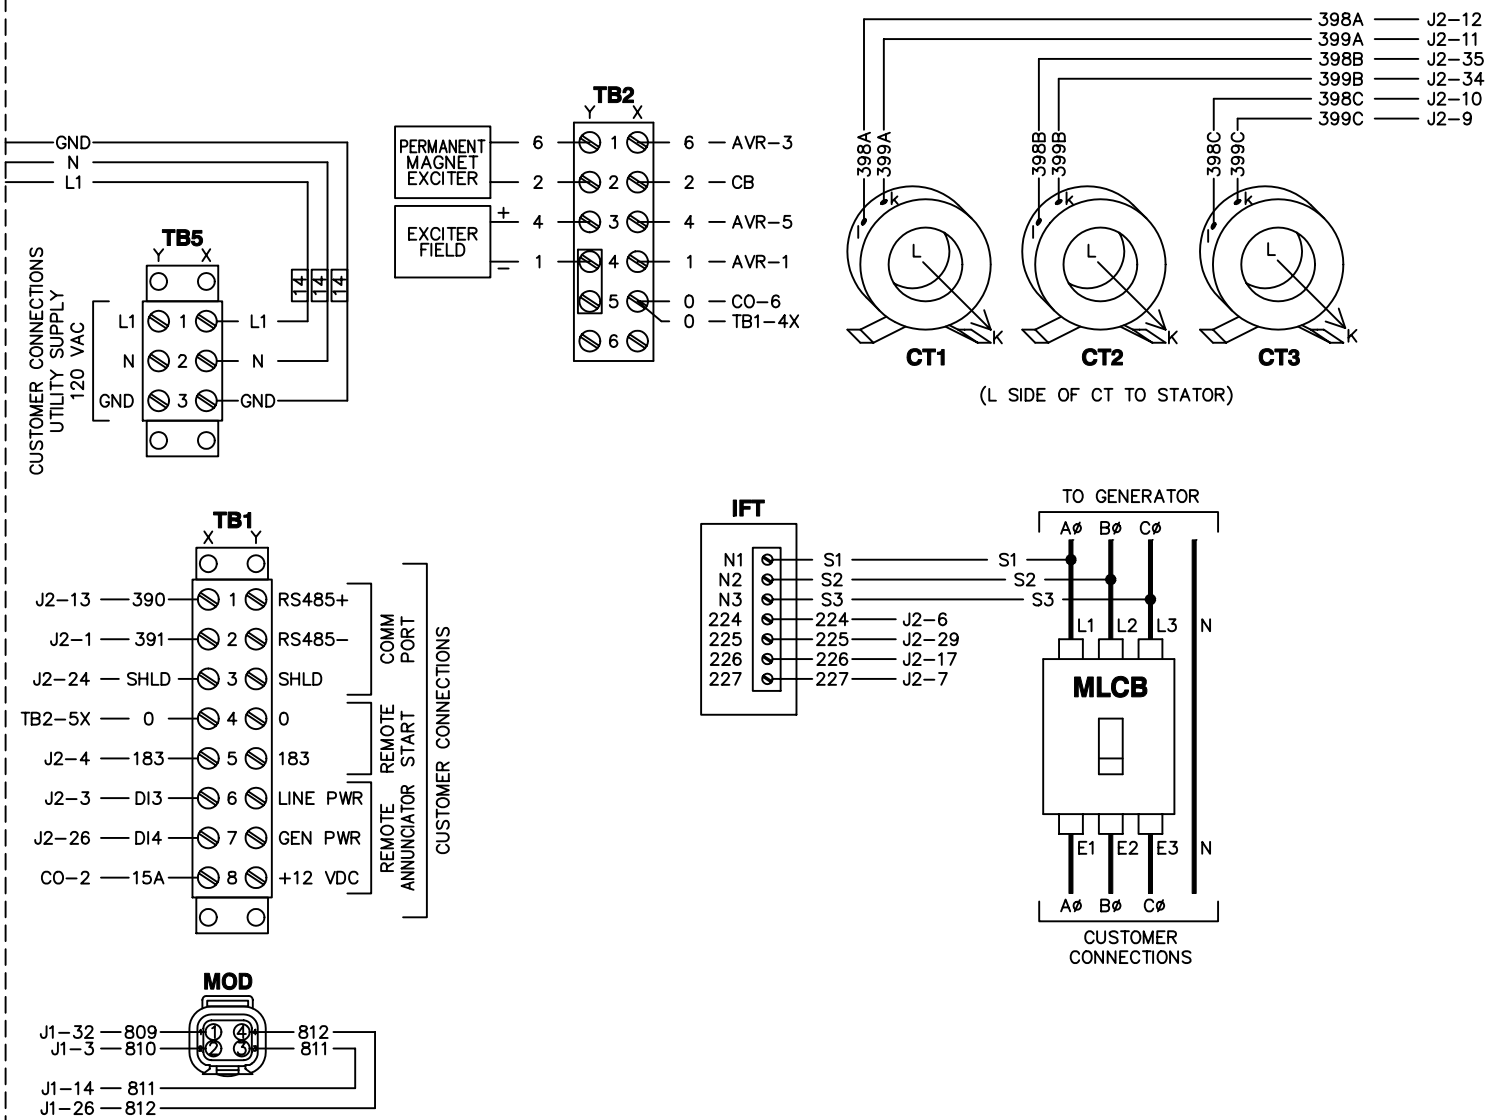 398A J2-12
399A J2-11
398B J2-35
399B J2-34
398C J2-10
399C J2-9
GND
N
L1
TB5
Y X
14 14 14
CUSTOMER CONNECTIONS
UTILITY SUPPLY
120 VAC
L1 1 L1
N 2 N
GND 3 GND
TB2
Y X
PERMANENT
MAGNET
EXCITER
EXCITER
FIELD
+
-
6 1 6 AVR-3
2 2 2 CB
4 3 4 AVR-5
1 4 1 AVR-1
5 0 CO-6
0 TB1-4X
6
398A 399A
l k
L
K
CT1
398B 399B
l k
L
K
CT2
398C 399C
l k
L
K
CT3
(L SIDE OF CT TO STATOR)
TB1
X Y
J2-13 390 1 RS485+
J2-1 391 2 RS485-
J2-24 SHLD 3 SHLD
TB2-5X 0 4 0
J2-4 183 5 183
J2-3 DI3 6 LINE PWR
J2-26 DI4 7 GEN PWR
CO-2 15A 8 +12 VDC
COMM
PORT
REMOTE
START
REMOTE
ANNUNCIATOR
CUSTOMER CONNECTIONS
IFT
N1 S1 S1
N2 S2 S2
N3 S3 S3
224 224 J2-6
225 225 J2-29
226 226 J2-17
227 227 J2-7
TO GENERATOR
AØ BØ CØ
L1 L2 L3 N
MLCB
E1 E2 E3 N
AØ BØ CØ
CUSTOMER
CONNECTIONS
MOD
J1-32 809 1 4 812
J1-3 810 2 3 811
J1-14 811
J1-26 812